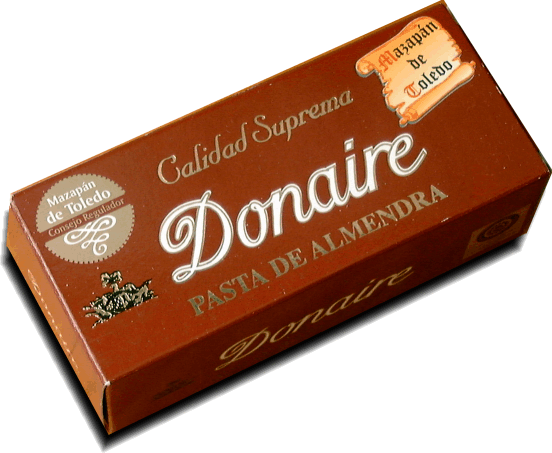 Mazapán
de
Toledo
Calidad Suprema
Donaire
PASTA DE ALMENDRA
Mazapán
de Toledo
Consejo Regulador
Donaire